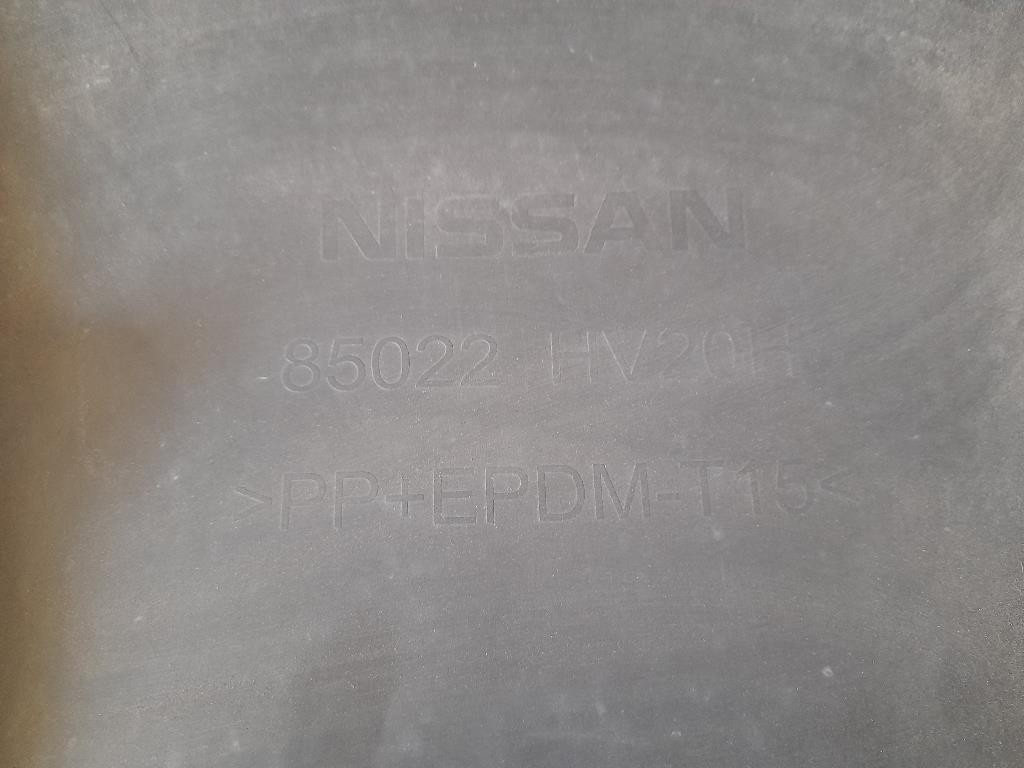 NISSAN
85022 HV20H
>PP+EPDM-T15<